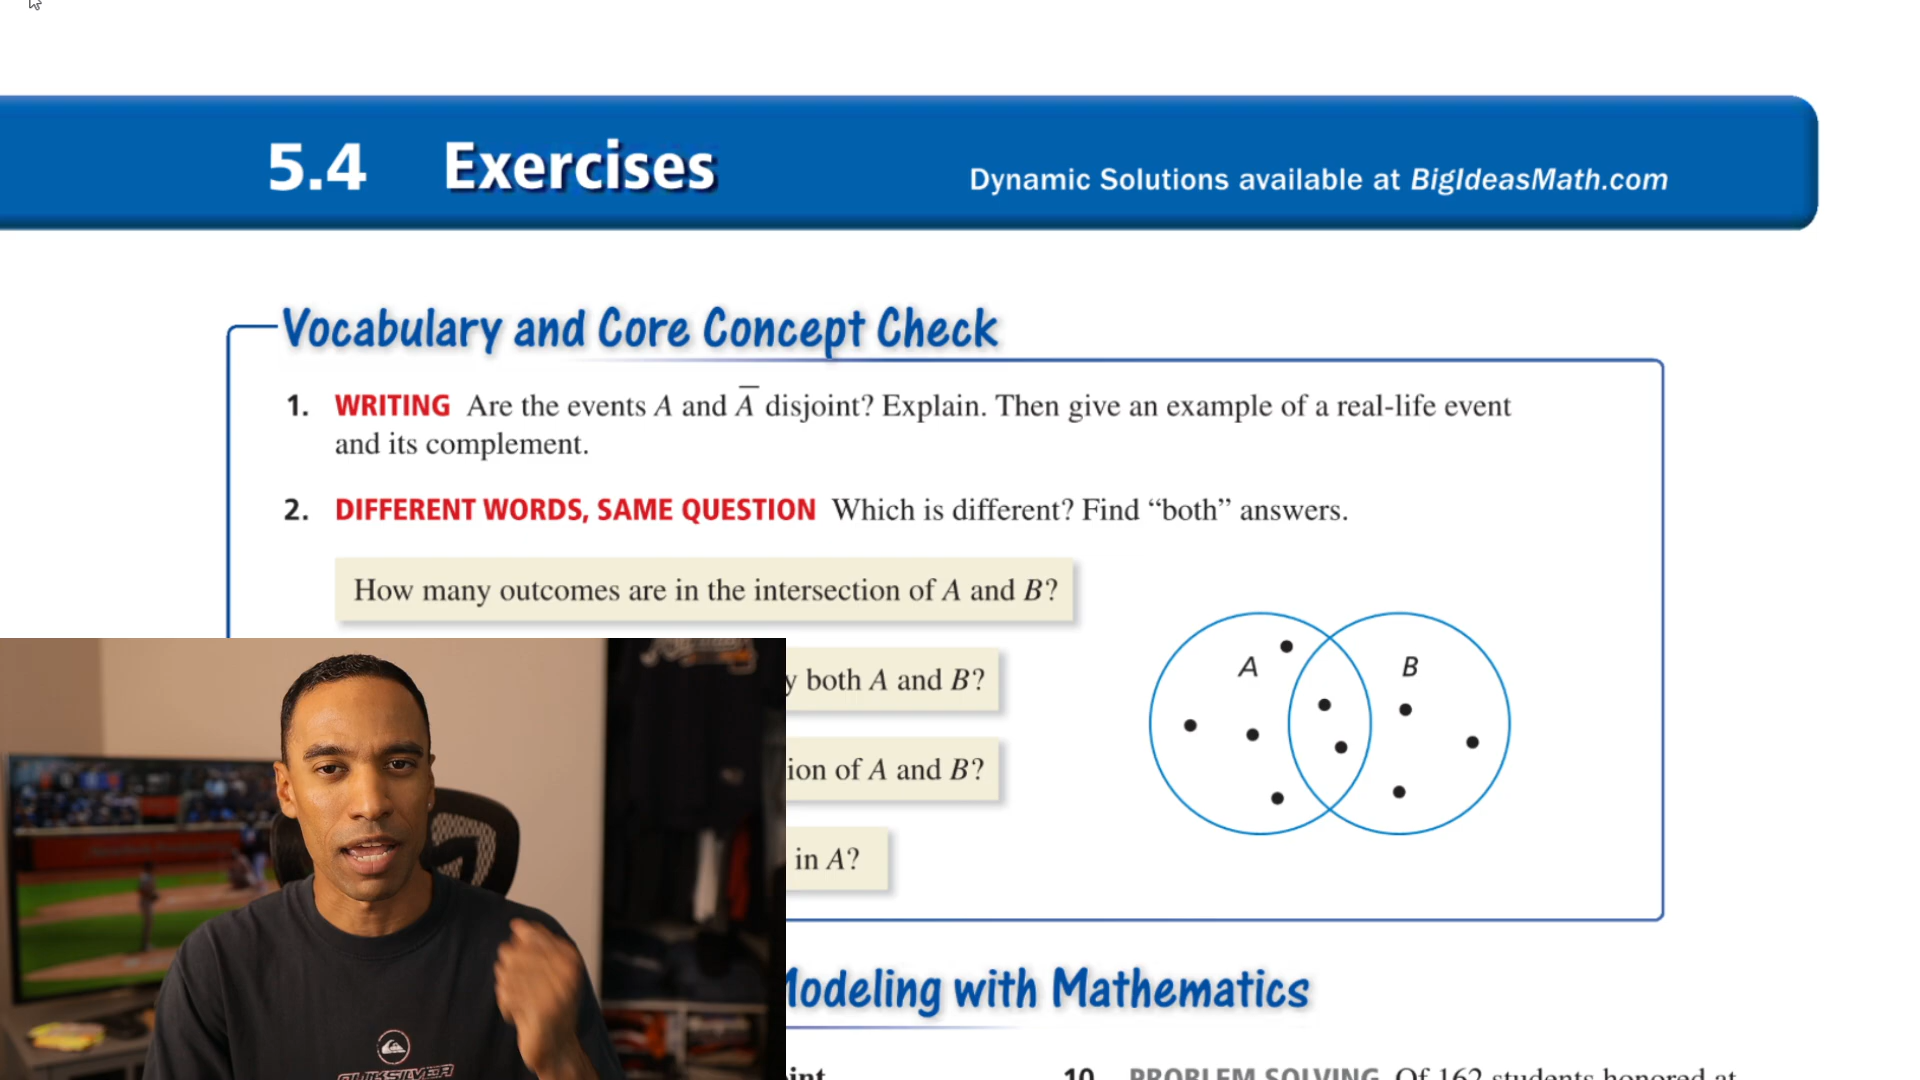 5.4 Exercises
Dynamic Solutions available at BigIdeasMath.com
Vocabulary and Core Concept Check
1. WRITING Are the events A and A̅ disjoint? Explain. Then give an example of a real-life event
and its complement.
2. DIFFERENT WORDS, SAME QUESTION Which is different? Find “both” answers.
How many outcomes are in the intersection of A and B?
both A and B?
of A and B?
in A?
A
B
with Mathematics
10. PROBLEM SOLVING Of 162 students honored at
QUIKSILVER